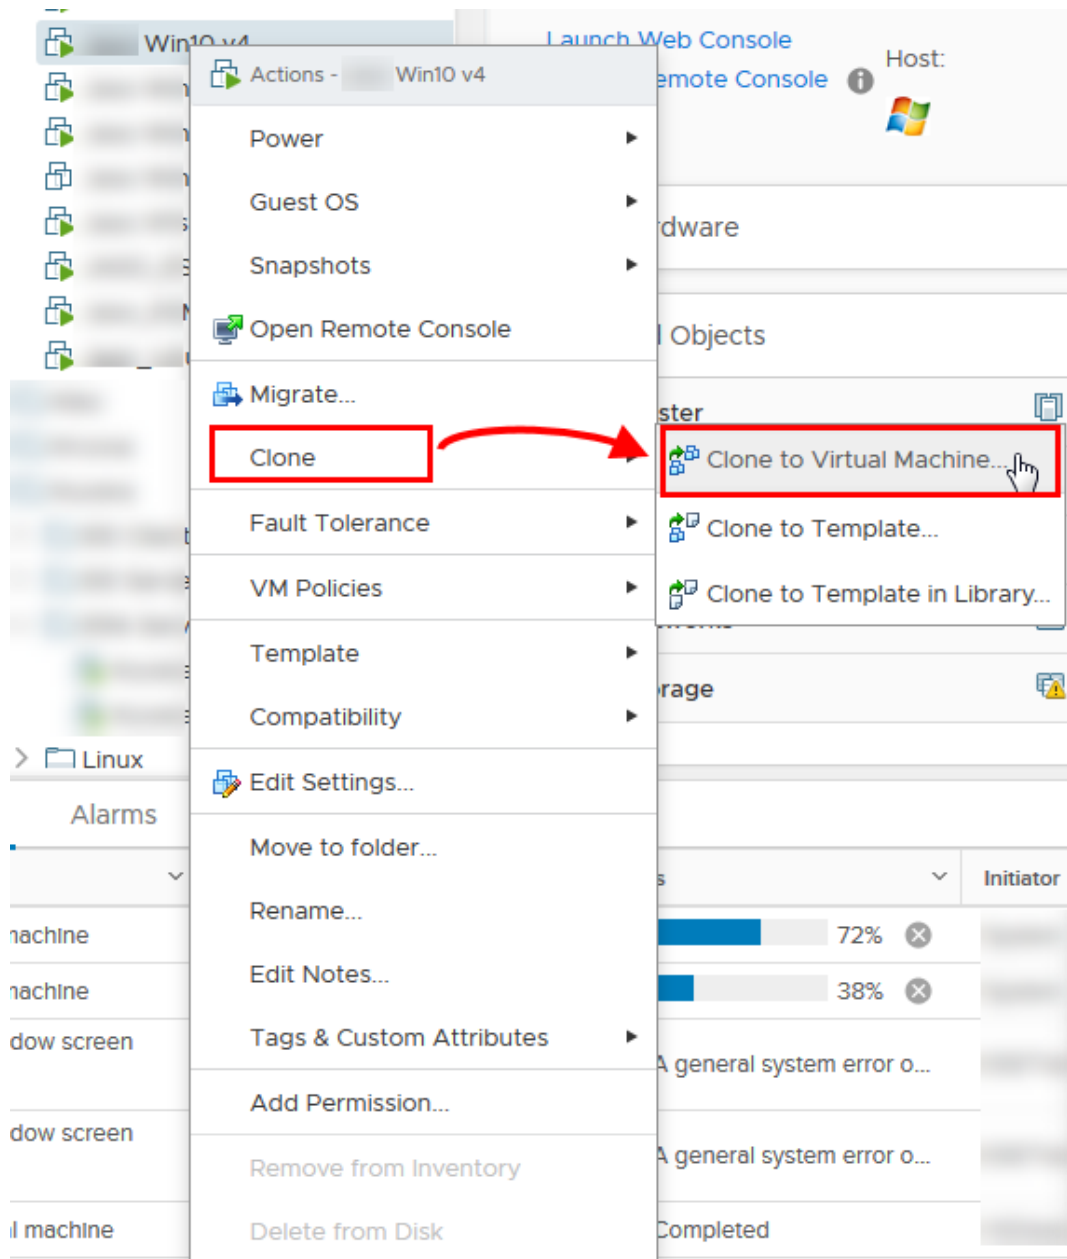 Win10 v4
Launch Web Console
Host:
Actions -
Win10 v4
emote Console
Power
Guest OS
rdware
Snapshots
Open Remote Console
l Objects
Migrate...
ster
Clone
Clone to Virtual Machine...
Fault Tolerance
Clone to Template...
VM Policies
Clone to Template in Library...
Template
rage
Compatibility
Linux
Edit Settings...
Alarms
Move to folder...
s
Initiator
Rename...
nachine
72%
Edit Notes...
nachine
38%
Tags & Custom Attributes
dow screen
A general system error o...
Add Permission...
dow screen
A general system error o...
Remove from Inventory
l machine
Completed
Delete from Disk